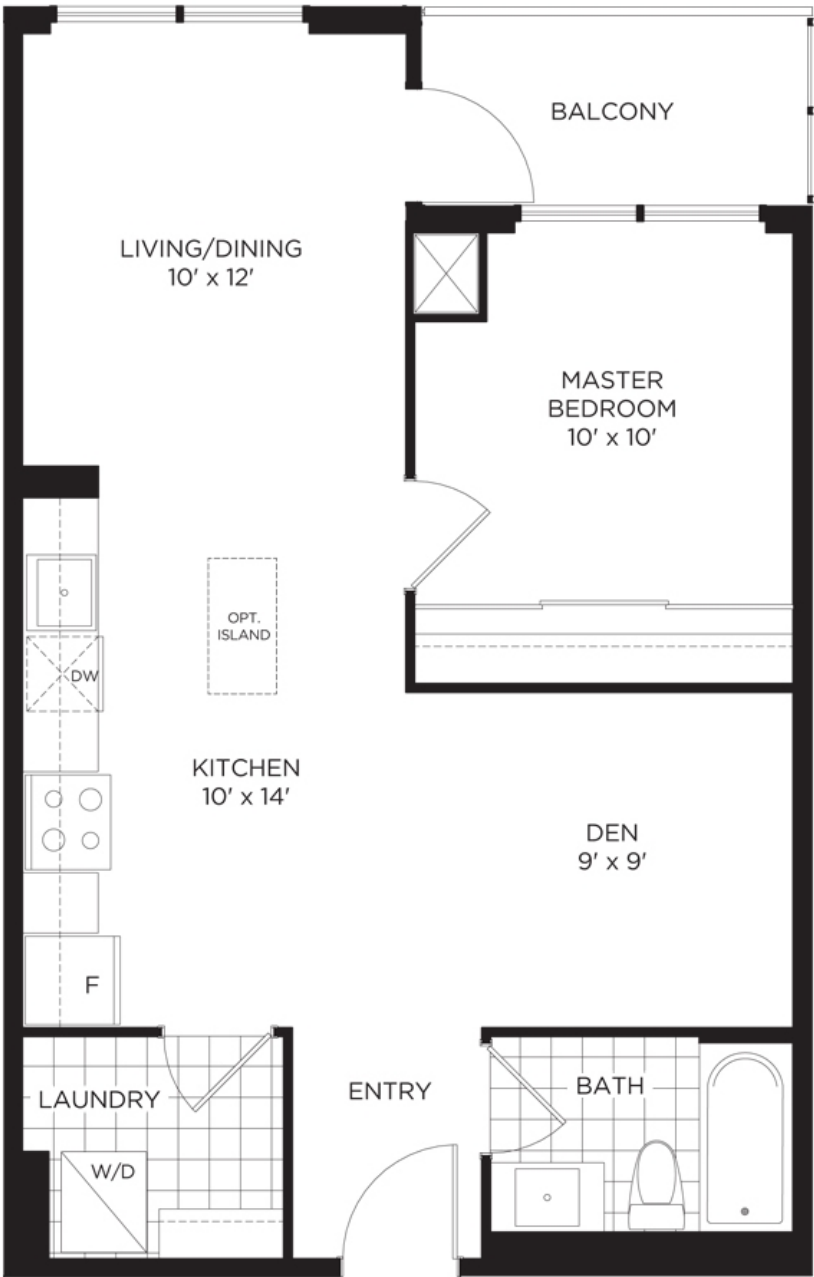 BALCONY
LIVING/DINING
10' x 12'
MASTER
BEDROOM
10' x 10'
OPT.
ISLAND
DW
KITCHEN
10' x 14'
DEN
9' x 9'
F
LAUNDRY
ENTRY
BATH
W/D